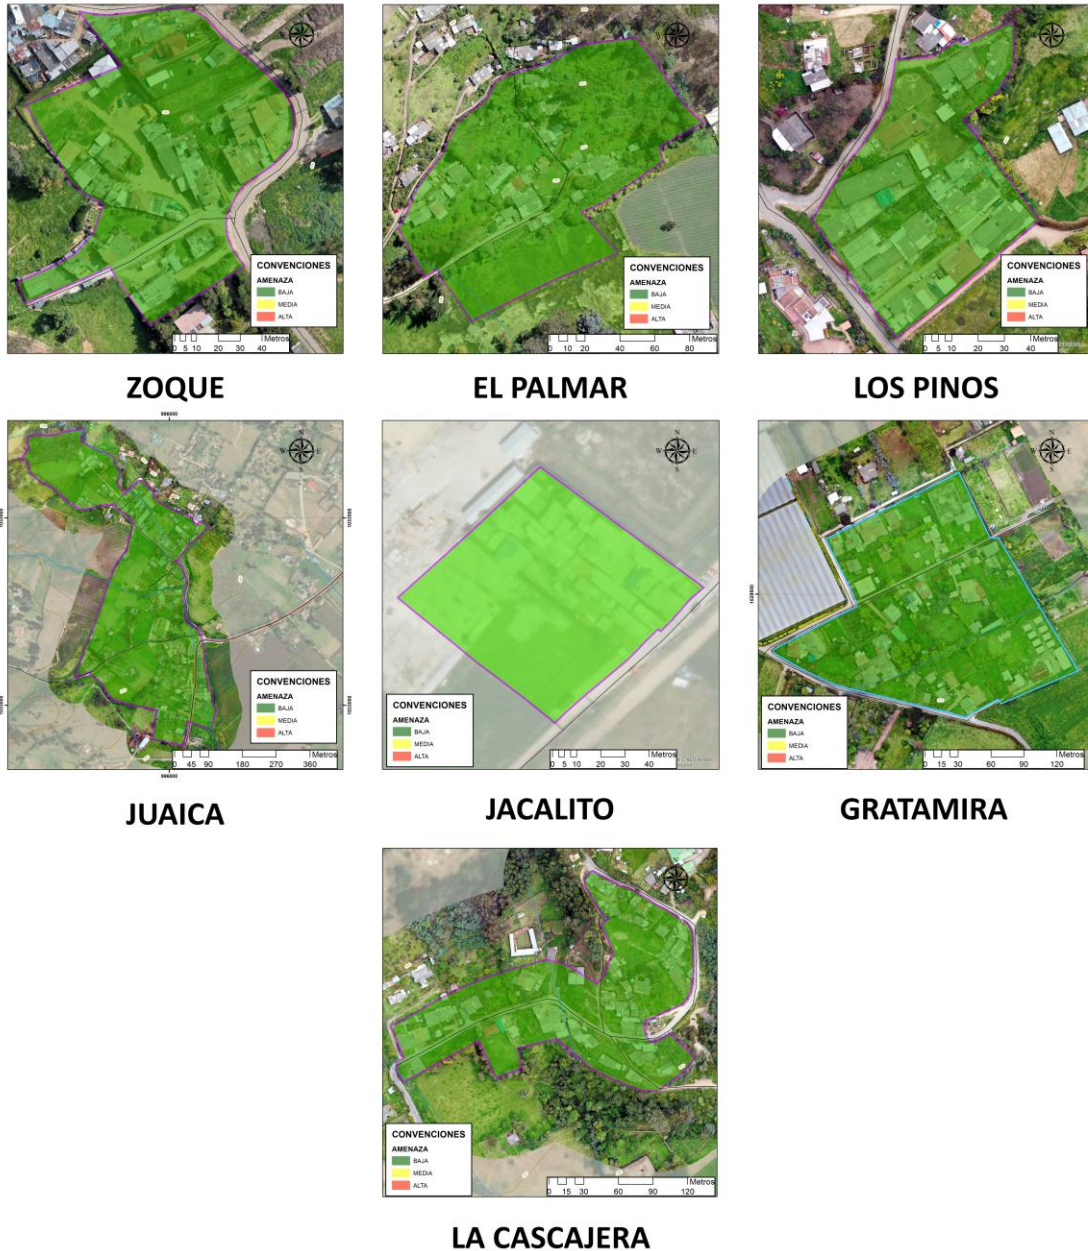 N
W E
S
CONVENCIONES
AMENAZA
BAJA
MEDIA
ALTA
Metros
0 5 10 20 30 40
ZOQUE
N
W E
S
CONVENCIONES
AMENAZA
BAJA
MEDIA
ALTA
Metros
0 10 20 40 60 80
EL PALMAR
N
W E
S
CONVENCIONES
AMENAZA
BAJA
MEDIA
ALTA
Metros
0 5 10 20 30 40
LOS PINOS
996000
N
W E
S
CONVENCIONES
AMENAZA
BAJA
MEDIA
ALTA
Metros
0 45 90 180 270 360
996000
JUAICA
N
W E
S
CONVENCIONES
AMENAZA
BAJA
MEDIA
ALTA
Metros
0 5 10 20 30 40
JACALITO
N
W E
S
CONVENCIONES
AMENAZA
BAJA
MEDIA
ALTA
Metros
0 15 30 60 90 120
GRATAMIRA
N
W E
S
CONVENCIONES
AMENAZA
BAJA
MEDIA
ALTA
Metros
0 15 30 60 90 120
LA CASCAJERA